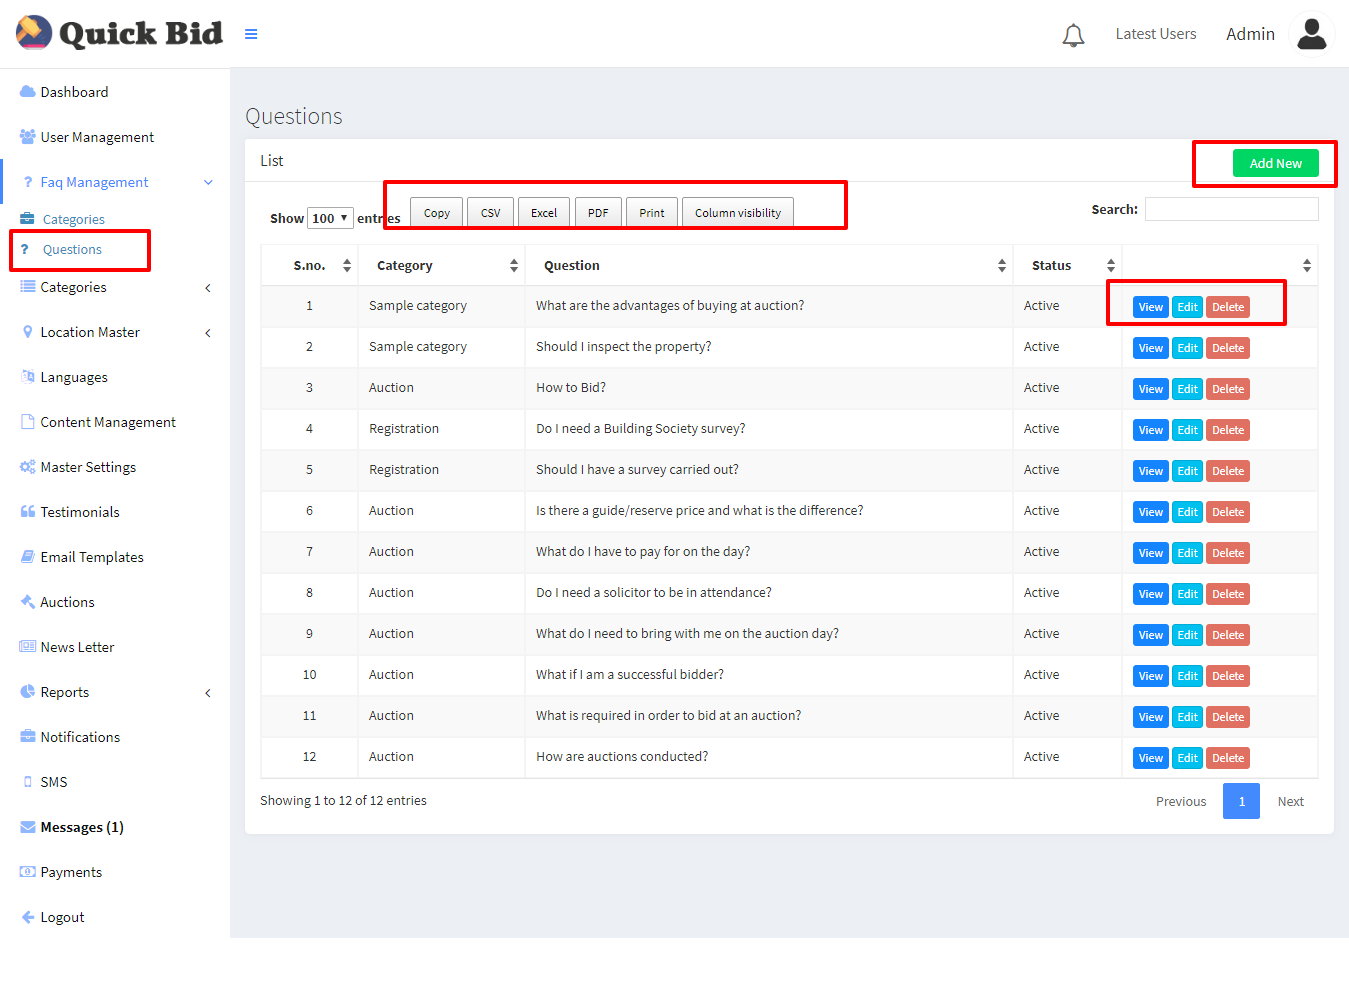 Quick Bid
Latest Users
Admin
Dashboard
User Management
Faq Management
Categories
Questions
Categories
Location Master
Languages
Content Management
Master Settings
Testimonials
Email Templates
Auctions
News Letter
Reports
Notifications
SMS
Messages (1)
Payments
Logout
Questions
List
Add New
Show 100 entries
Copy CSV Excel PDF Print Column visibility
Search:
S.no. Category Question Status
1 Sample category What are the advantages of buying at auction? Active View Edit Delete
2 Sample category Should I inspect the property? Active View Edit Delete
3 Auction How to Bid? Active View Edit Delete
4 Registration Do I need a Building Society survey? Active View Edit Delete
5 Registration Should I have a survey carried out? Active View Edit Delete
6 Auction Is there a guide/reserve price and what is the difference? Active View Edit Delete
7 Auction What do I have to pay for on the day? Active View Edit Delete
8 Auction Do I need a solicitor to be in attendance? Active View Edit Delete
9 Auction What do I need to bring with me on the auction day? Active View Edit Delete
10 Auction What if I am a successful bidder? Active View Edit Delete
11 Auction What is required in order to bid at an auction? Active View Edit Delete
12 Auction How are auctions conducted? Active View Edit Delete
Showing 1 to 12 of 12 entries
Previous 1 Next